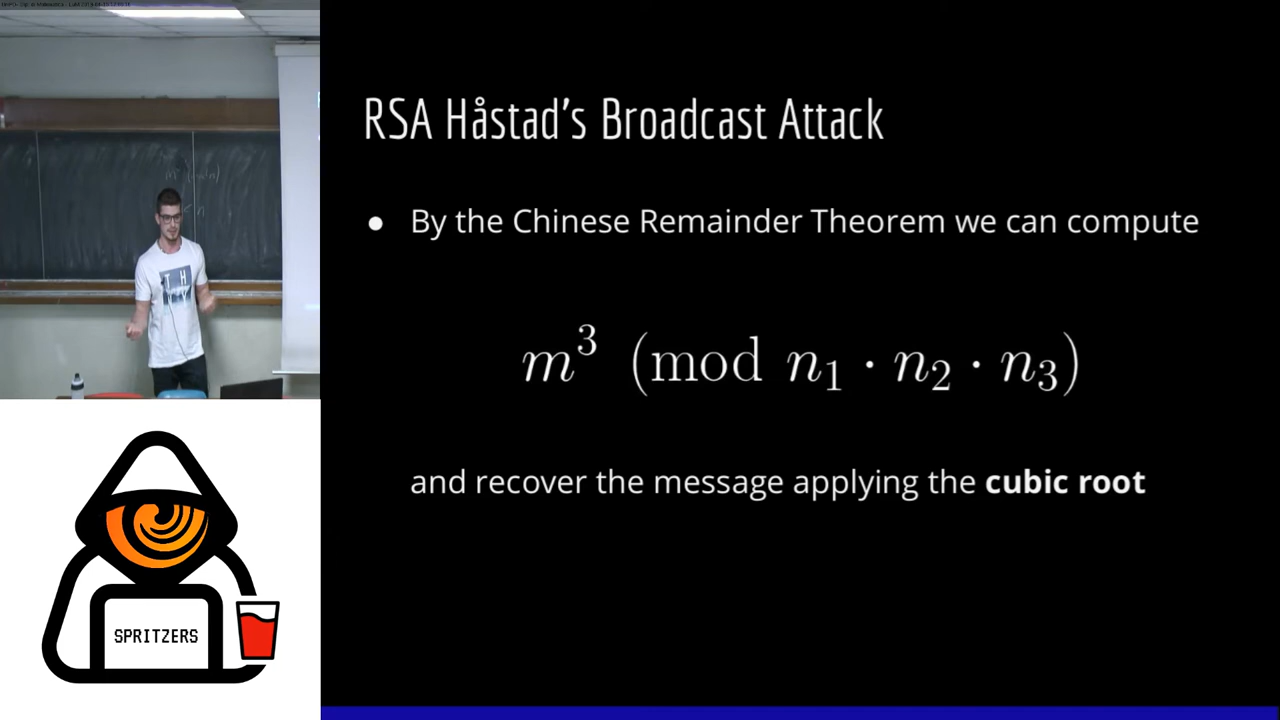 RSA Håstad's Broadcast Attack
● By the Chinese Remainder Theorem we can compute
m³ (mod n₁ · n₂ · n₃)
and recover the message applying the cubic root
T H
SPRITZERS